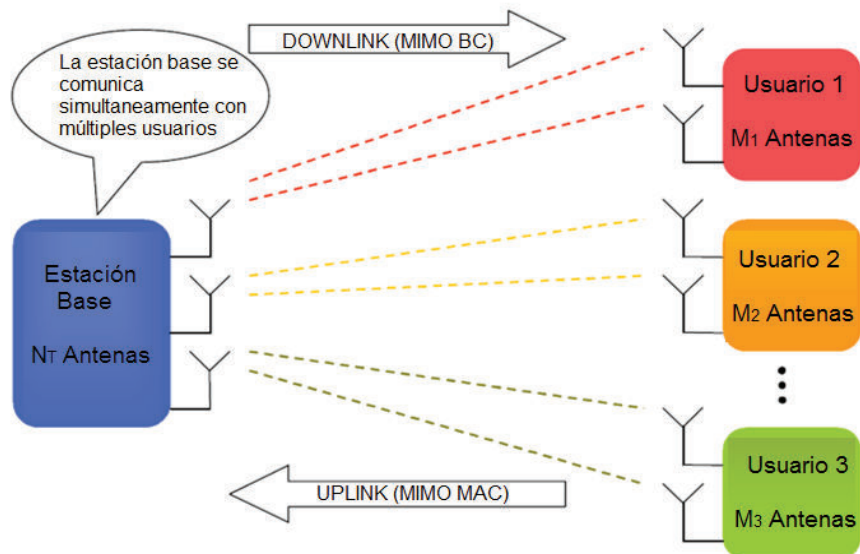 DOWNLINK (MIMO BC)
La estación base se
comunica
simultaneamente con
múltiples usuarios
Usuario 1
M1 Antenas
Estación
Base
NT Antenas
Usuario 2
M2 Antenas
Usuario 3
M3 Antenas
UPLINK (MIMO MAC)